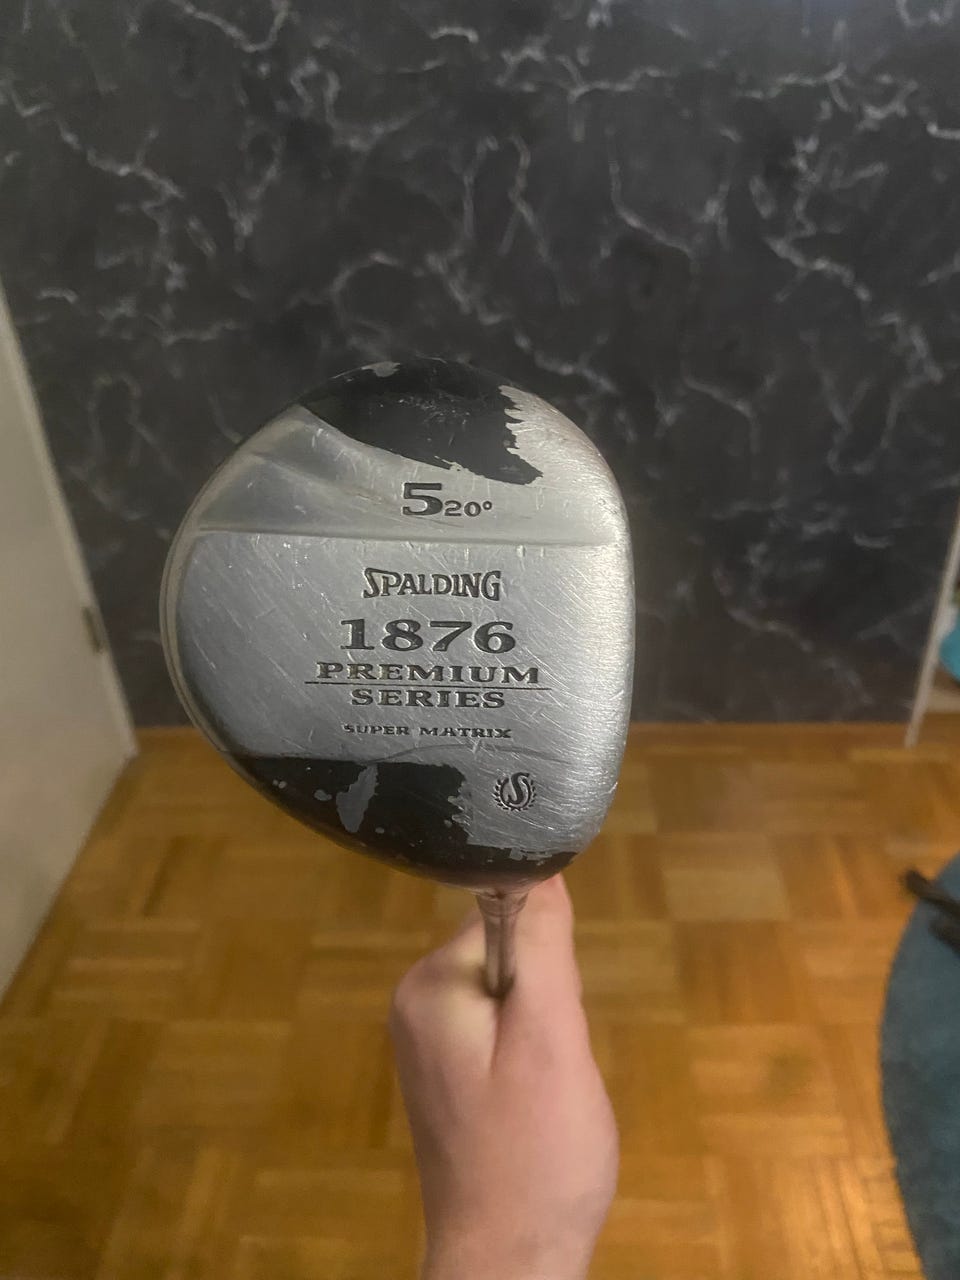 5 20°
SPALDING
1876
PREMIUM
SERIES
SUPER MATRIX
S